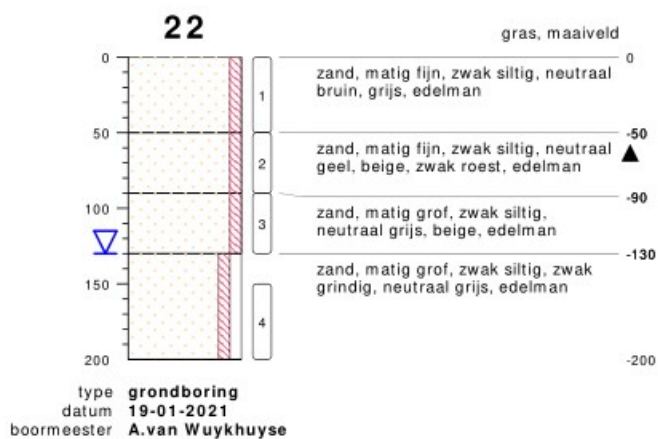 22
gras, maaiveld
0
0
zand, matig fijn, zwak siltig, neutraal
bruin, grijs, edelman
1
50
-50
zand, matig fijn, zwak siltig, neutraal
geel, beige, zwak roest, edelman
2
-90
100
zand, matig grof, zwak siltig,
neutraal grijs, beige, edelman
3
-130
zand, matig grof, zwak siltig, zwak
grindig, neutraal grijs, edelman
150
4
200
-200
type grondboring
datum 19-01-2021
boormeester A.van Wuykhuyse